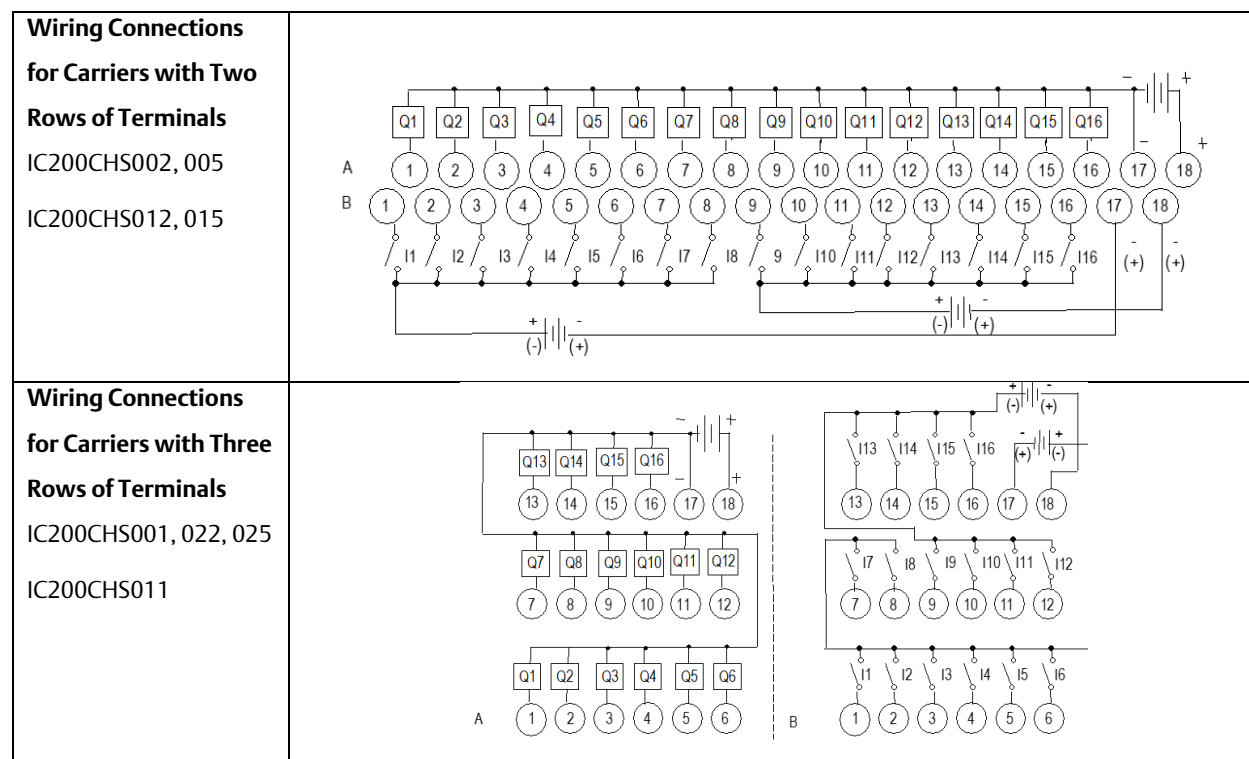 Wiring Connections
for Carriers with Two
Rows of Terminals
IC200CHS002, 005
IC200CHS012, 015
− +
Q1 Q2 Q3 Q4 Q5 Q6 Q7 Q8 Q9 Q10 Q11 Q12 Q13 Q14 Q15 Q16 − +
A 1 2 3 4 5 6 7 8 9 10 11 12 13 14 15 16 17 18
B 1 2 3 4 5 6 7 8 9 10 11 12 13 14 15 16 17 18
I1 I2 I3 I4 I5 I6 I7 I8 9 I10 I11 I12 I13 I14 I15 I16 - (+) - (+)
+ -
(-) (+)
+ -
(-) (+)
Wiring Connections
for Carriers with Three
Rows of Terminals
IC200CHS001, 022, 025
IC200CHS011
− +
Q13 Q14 Q15 Q16
− +
13 14 15 16 17 18
Q7 Q8 Q9 Q10 Q11 Q12
7 8 9 10 11 12
Q1 Q2 Q3 Q4 Q5 Q6
A 1 2 3 4 5 6
+ -
(-) (+)
- +
I13 I14 I15 I16 (+) (-)
13 14 15 16 17 18
I7 I8 I9 I10 I11 I12
7 8 9 10 11 12
I1 I2 I3 I4 I5 I6
B 1 2 3 4 5 6